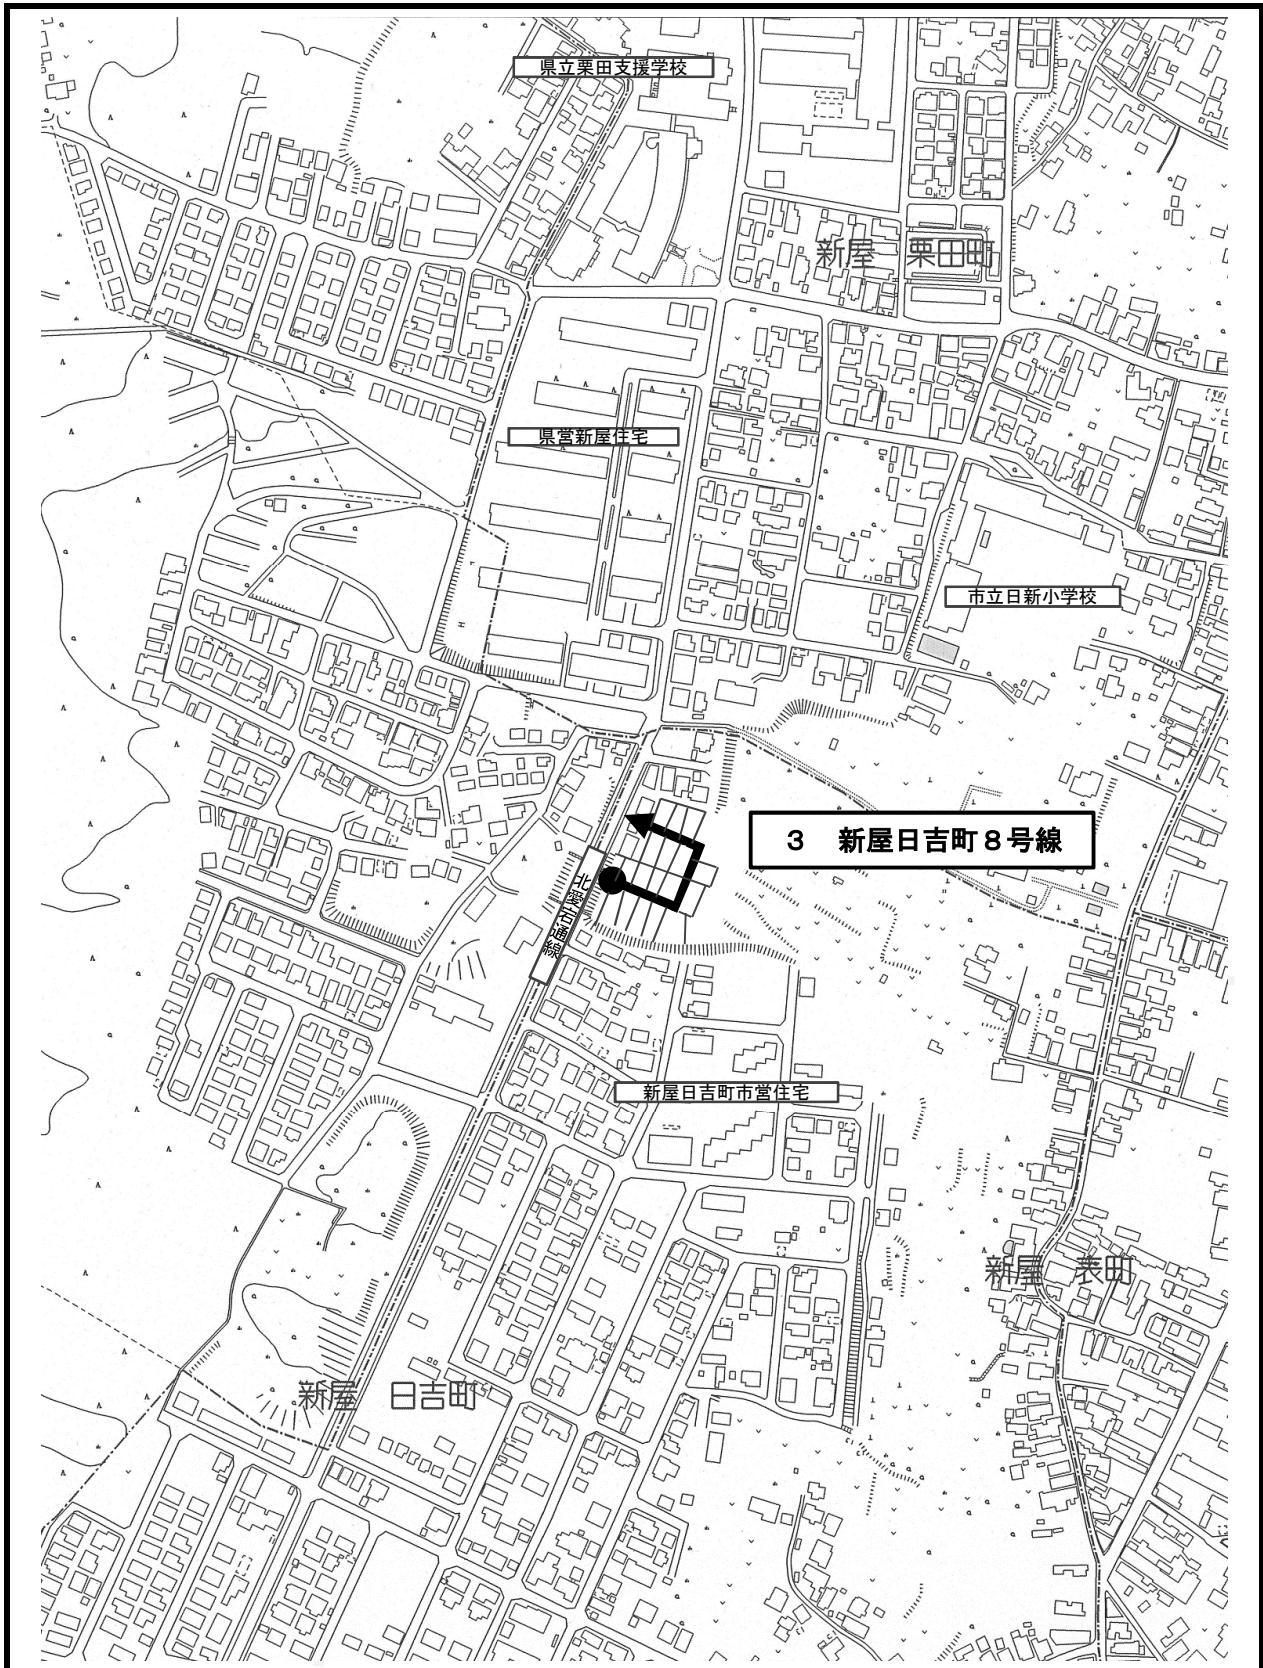 県立栗田支援学校
新屋 栗田町
県営新屋住宅
市立日新小学校
3 新屋日吉町8号線
北愛宕通線
新屋日吉町市営住宅
新屋 表町
新屋 日吉町